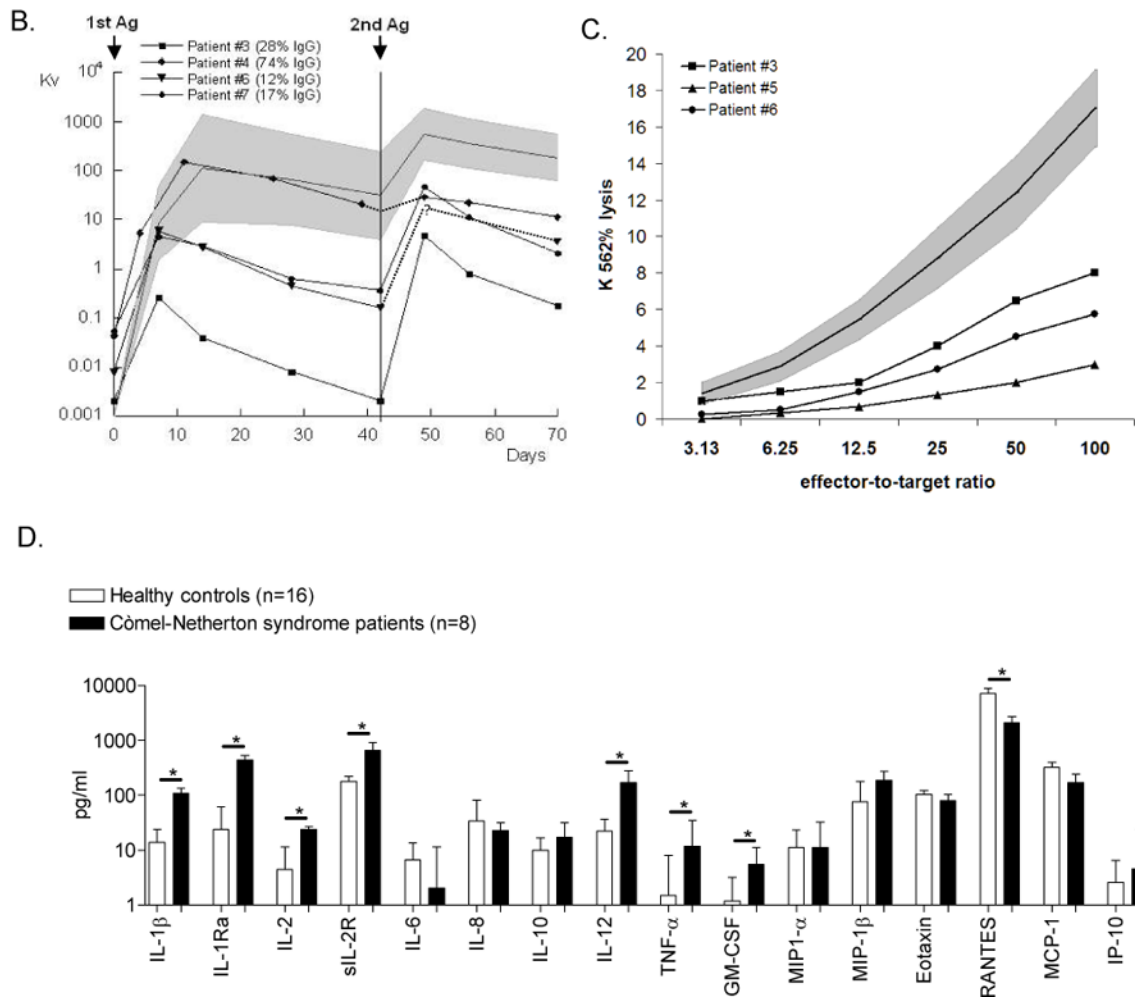 B.
1st Ag
2nd Ag
Patient #3 (28% IgG)
Patient #4 (74% IgG)
Patient #6 (12% IgG)
Patient #7 (17% IgG)
Kv
10⁴
1000
100
10
1
0.1
0.01
0.001
?
0 10 20 30 40 50 60 70
Days
C.
Patient #3
Patient #5
Patient #6
K 562% lysis
20
18
16
14
12
10
8
6
4
2
0
3.13 6.25 12.5 25 50 100
effector-to-target ratio
D.
Healthy controls (n=16)
Còmel-Netherton syndrome patients (n=8)
pg/ml
10000
1000
100
10
1
* * * * * * * *
IL-1β
IL-1Ra
IL-2
sIL-2R
IL-6
IL-8
IL-10
IL-12
TNF-α
GM-CSF
MIP1-α
MIP-1β
Eotaxin
RANTES
MCP-1
IP-10